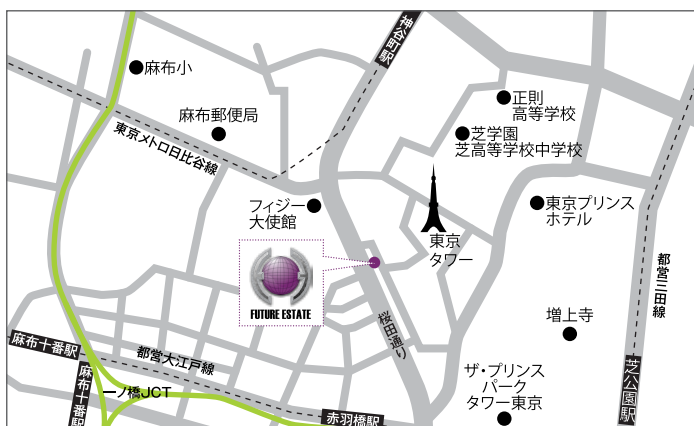 神谷町駅
麻布小
正則
高等学校
麻布郵便局
芝学園
芝高等学校中学校
東京メトロ日比谷線
フィジー
大使館
東京プリンス
ホテル
東京
タワー
FUTURE ESTATE
都営三田線
桜田通り
増上寺
麻布十番駅
都営大江戸線
麻布十番駅
一ノ橋JCT
赤羽橋駅
ザ・プリンス
パーク
タワー東京
芝公園駅